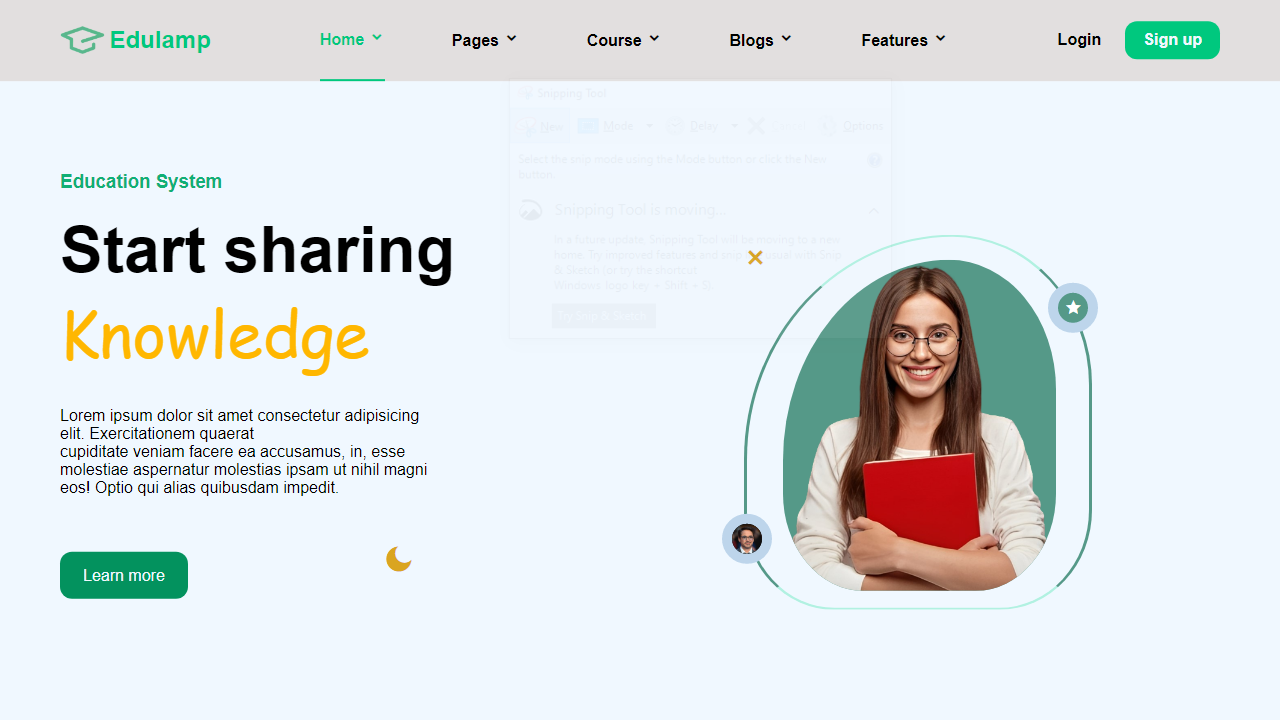 Edulamp
Home
Pages
Course
Blogs
Features
Login
Sign up
Snipping Tool
New
Mode
Delay
Options
Select the snip mode using the Mode button or click the New
button.
Education System
Snipping Tool is moving...
Start sharing
In a future update, Snipping Tool will be moving to a new
home. Try improved features and snip as usual with Snip
& Sketch (or try the shortcut
Windows logo key + Shift + S).
Try Snip & Sketch
Knowledge
Lorem ipsum dolor sit amet consectetur adipisicing
elit. Exercitationem quaerat
cupiditate veniam facere ea accusamus, in, esse
molestiae aspernatur molestias ipsam ut nihil magni
eos! Optio qui alias quibusdam impedit.
Learn more